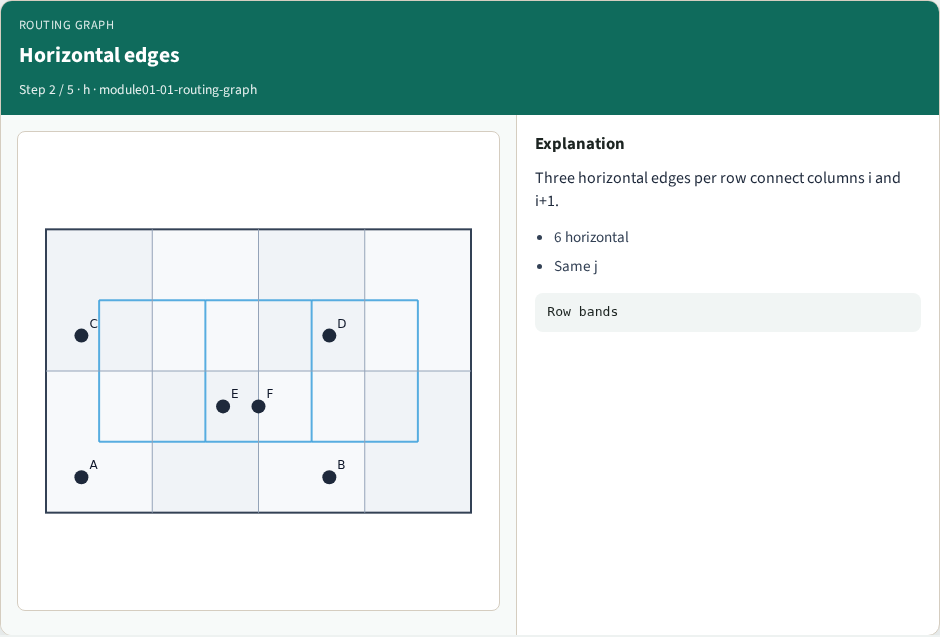 ROUTING GRAPH
Horizontal edges
Step 2 / 5 · h · module01-01-routing-graph
C
D
E
F
A
B
Explanation
Three horizontal edges per row connect columns i and
i+1.
• 6 horizontal
• Same j
Row bands